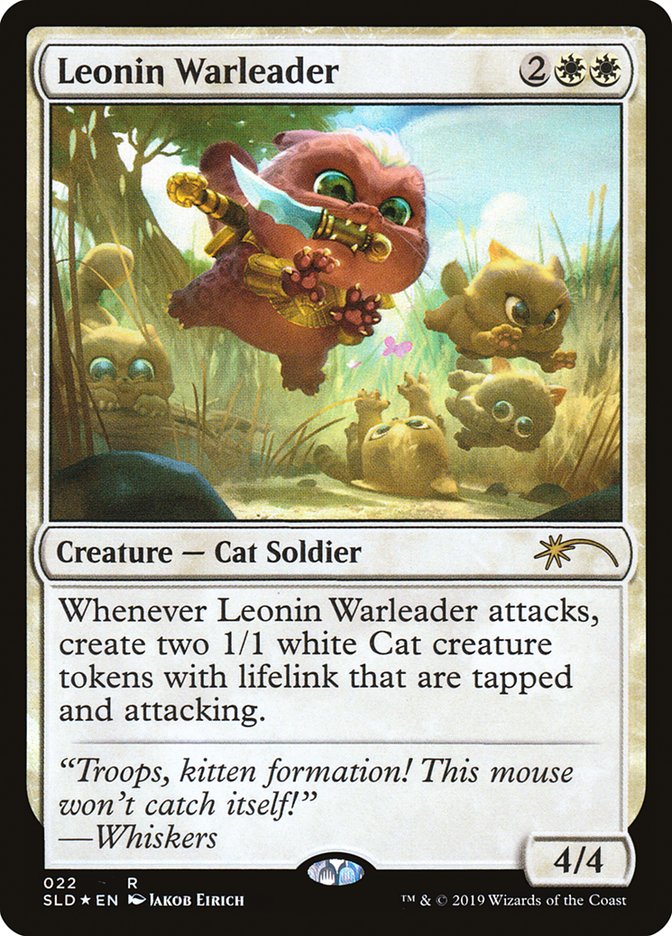 Leonin Warleader 2
Creature — Cat Soldier
Whenever Leonin Warleader attacks,
create two 1/1 white Cat creature
tokens with lifelink that are tapped
and attacking.
“Troops, kitten formation! This mouse
won’t catch itself!”
—Whiskers
4/4
022 R
SLD ★ EN Jakob Eirich
™ & © 2019 Wizards of the Coast